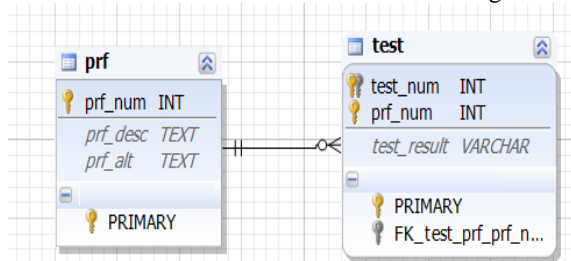 prf
prf_num INT
prf_desc TEXT
prf_alt TEXT
PRIMARY
test
test_num INT
prf_num INT
test_result VARCHAR
PRIMARY
FK_test_prf_prf_n...